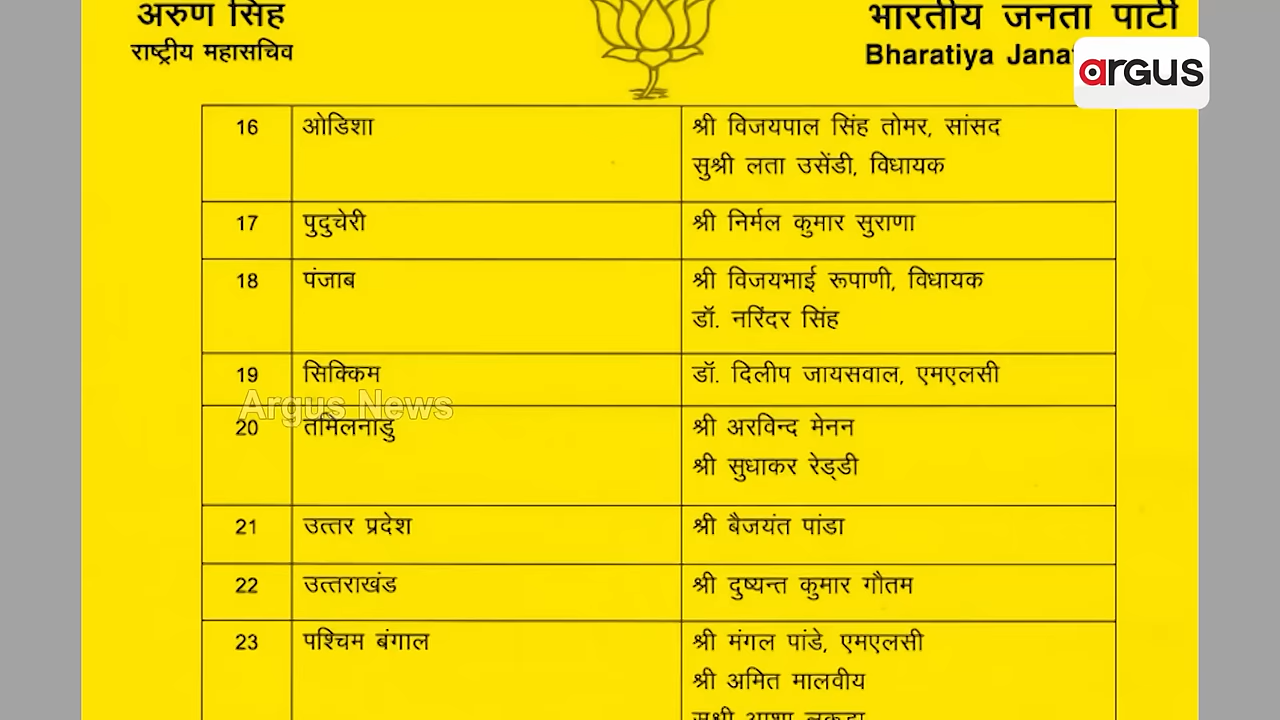 अरुण सिंह
राष्ट्रीय महासचिव
भारतीय जनता पार्टी
Bharatiya
argus
16 ओडिशा श्री विजयपाल सिंह तोमर, सांसद
सुश्री लता उसेंडी, विधायक
17 पुदुचेरी श्री निर्मल कुमार सुराणा
18 पंजाब श्री विजयभाई रूपाणी, विधायक
डॉ. नरिंदर सिंह
19 सिक्किम डॉ. दिलीप जायसवाल, एमएलसी
Argus News
20 तमिलनाडु श्री अरविन्द मेनन
श्री सुधाकर रेड्डी
21 उत्तर प्रदेश श्री बैजयंत पांडा
22 उत्तराखंड श्री दुष्यन्त कुमार गौतम
23 पश्चिम बंगाल श्री मंगल पांडे, एमएलसी
श्री अमित मालवीय